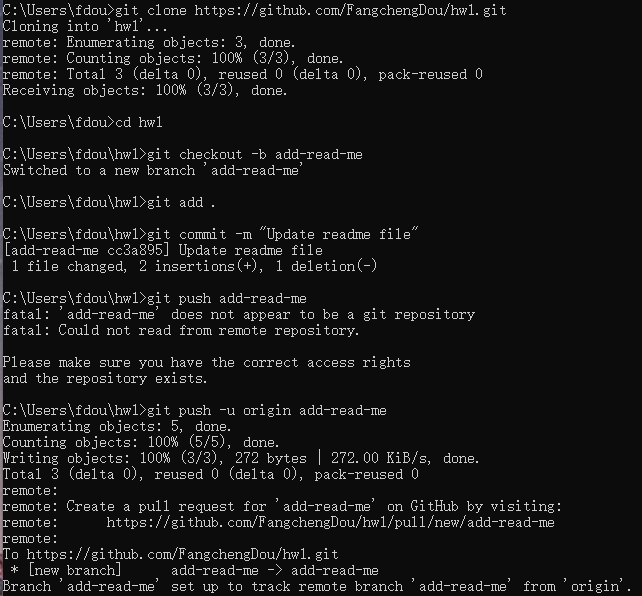 C:\Users\fdou>git clone https://github.com/FangchengDou/hw1.git
Cloning into 'hw1'...
remote: Enumerating objects: 3, done.
remote: Counting objects: 100% (3/3), done.
remote: Total 3 (delta 0), reused 0 (delta 0), pack-reused 0
Receiving objects: 100% (3/3), done.
C:\Users\fdou>cd hw1
C:\Users\fdou\hw1>git checkout -b add-read-me
Switched to a new branch 'add-read-me'
C:\Users\fdou\hw1>git add .
C:\Users\fdou\hw1>git commit -m "Update readme file"
[add-read-me cc3a895] Update readme file
1 file changed, 2 insertions(+), 1 deletion(-)
C:\Users\fdou\hw1>git push add-read-me
fatal: 'add-read-me' does not appear to be a git repository
fatal: Could not read from remote repository.
Please make sure you have the correct access rights
and the repository exists.
C:\Users\fdou\hw1>git push -u origin add-read-me
Enumerating objects: 5, done.
Counting objects: 100% (5/5), done.
Writing objects: 100% (3/3), 272 bytes | 272.00 KiB/s, done.
Total 3 (delta 0), reused 0 (delta 0), pack-reused 0
remote:
remote: Create a pull request for 'add-read-me' on GitHub by visiting:
remote:      https://github.com/FangchengDou/hw1/pull/new/add-read-me
remote:
To https://github.com/FangchengDou/hw1.git
* [new branch]      add-read-me -> add-read-me
Branch 'add-read-me' set up to track remote branch 'add-read-me' from 'origin'.